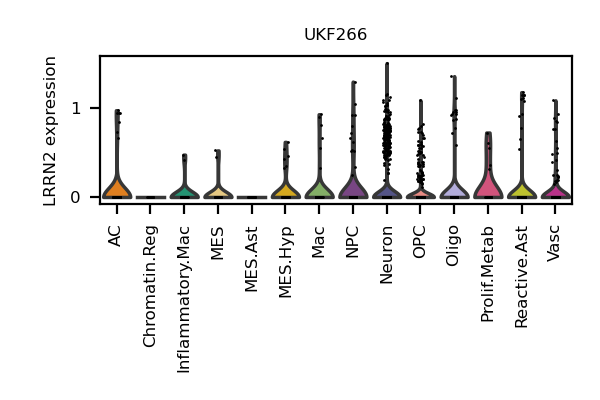 UKF266
LRRN2 expression
1
0
AC
Chromatin.Reg
Inflammatory.Mac
MES
MES.Ast
MES.Hyp
Mac
NPC
Neuron
OPC
Oligo
Prolif.Metab
Reactive.Ast
Vasc